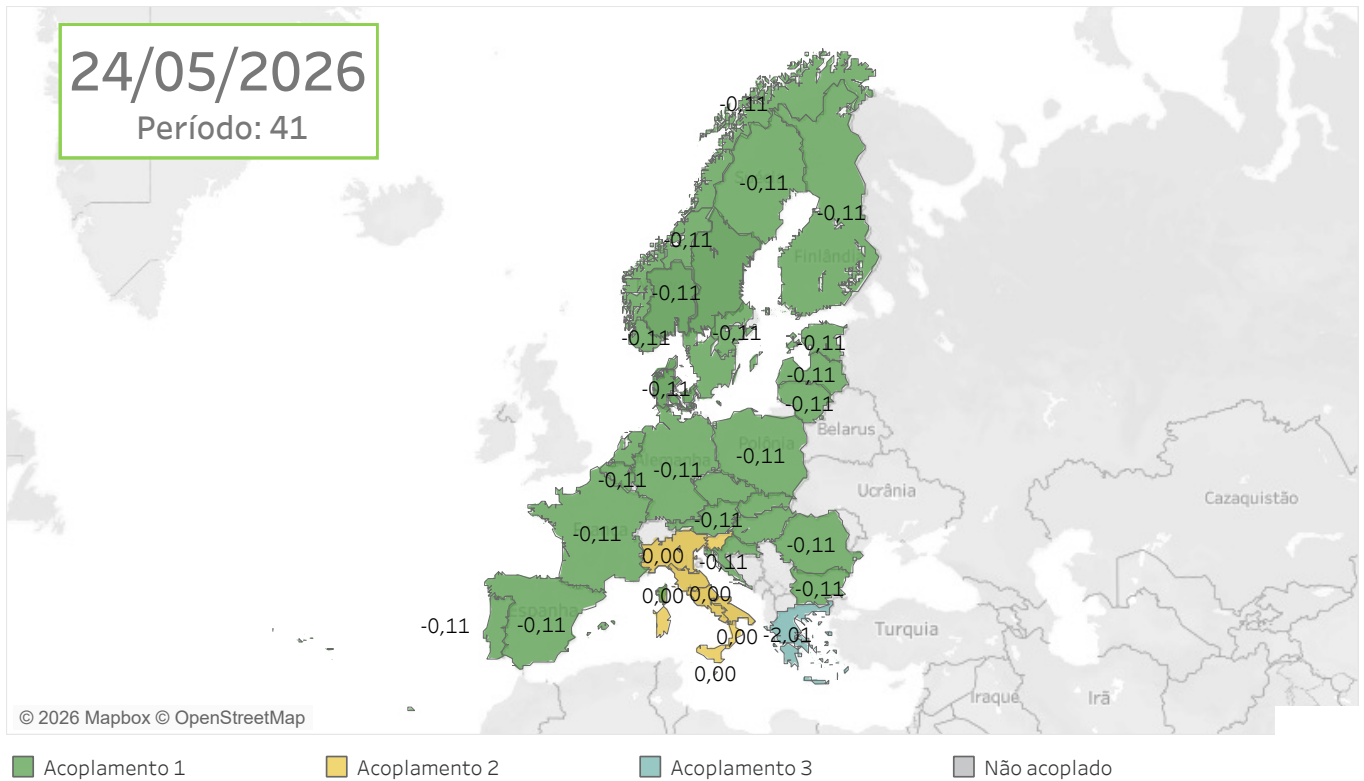 24/05/2026
Período: 41
-0,11
-0,11
-0,11
-0,11
Finlândia
-0,11
-0,11
-0,11
-0,11
-0,11
-0,11
-0,11
Belarus
Polônia
-0,11
Alemanha
-0,11
-0,11
Ucrânia
Cazaquistão
-0,11
-0,11
-0,11
0,00
-0,11
-0,11
0,00
0,00
Espanha
-0,11
-0,11
0,00
-2,01
Turquia
0,00
Iraque
Irã
© 2026 Mapbox © OpenStreetMap
Acoplamento 1
Acoplamento 2
Acoplamento 3
Não acoplado